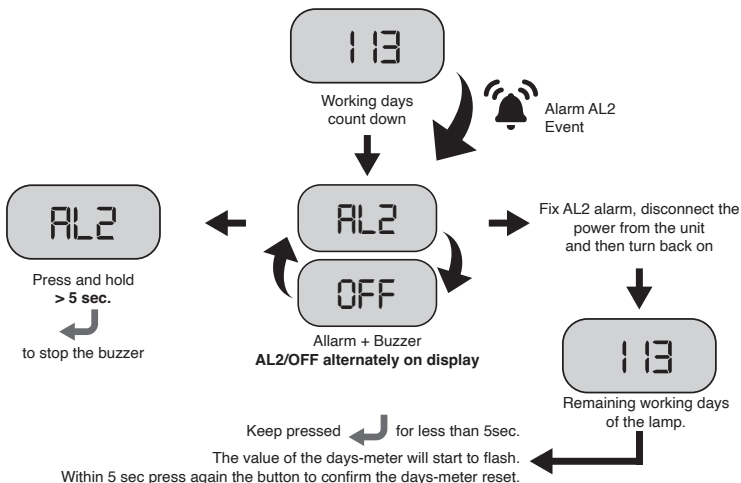 113
Working days
count down
Alarm AL2
Event
AL2
Press and hold
> 5 sec.
to stop the buzzer
AL2
OFF
Allarm + Buzzer
AL2/OFF alternately on display
Fix AL2 alarm, disconnect the
power from the unit
and then turn back on
113
Remaining working days
of the lamp.
Keep pressed for less than 5sec.
The value of the days-meter will start to flash.
Within 5 sec press again the button to confirm the days-meter reset.